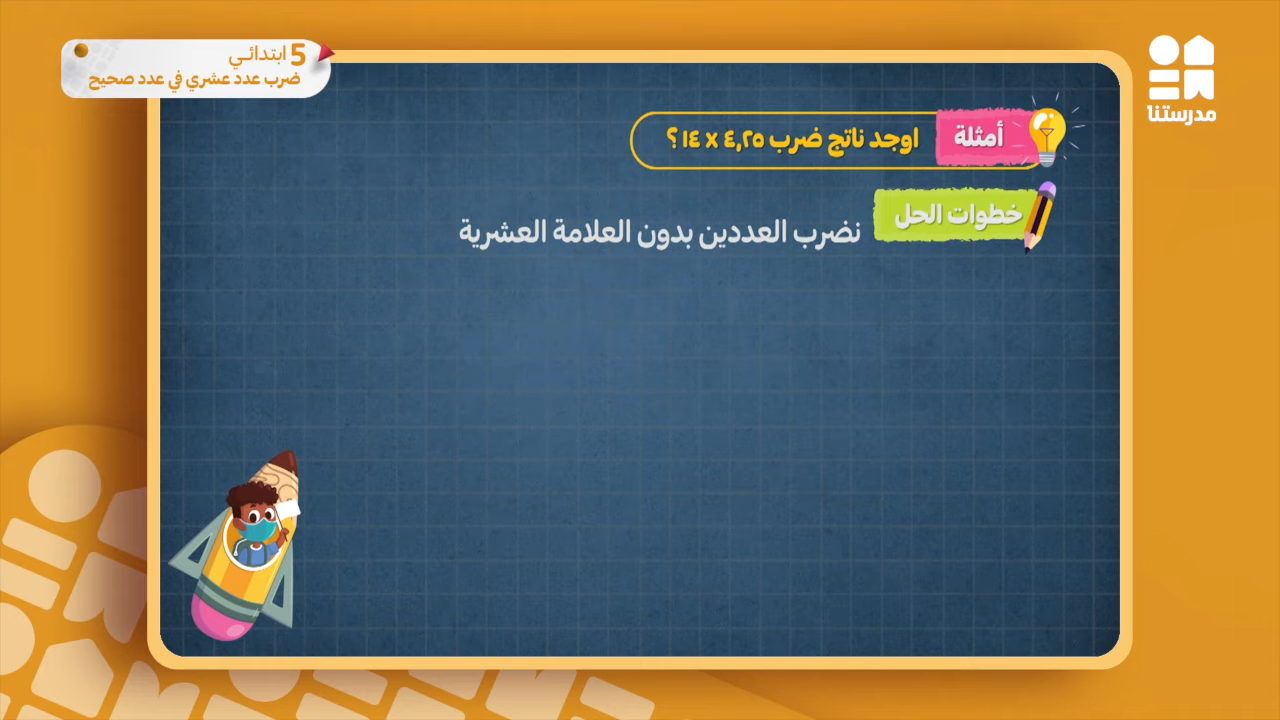 5 ابتدائي
ضرب عدد عشري في عدد صحيح
مدرستنا
أمثلة
اوجد ناتج ضرب ٤,٢٥ x ١٤ ؟
خطوات الحل
نضرب العددين بدون العلامة العشرية